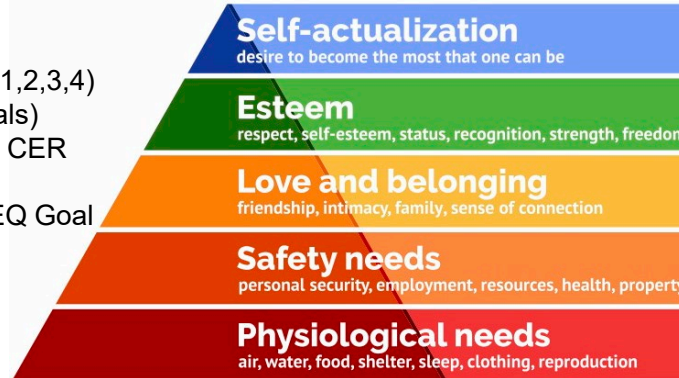 Self-actualization
desire to become the most that one can be
1,2,3,4)
als)
Esteem
respect, self-esteem, status, recognition, strength, freedom
CER
Love and belonging
friendship, intimacy, family, sense of connection
EQ Goal
Safety needs
personal security, employment, resources, health, property
Physiological needs
air, water, food, shelter, sleep, clothing, reproduction